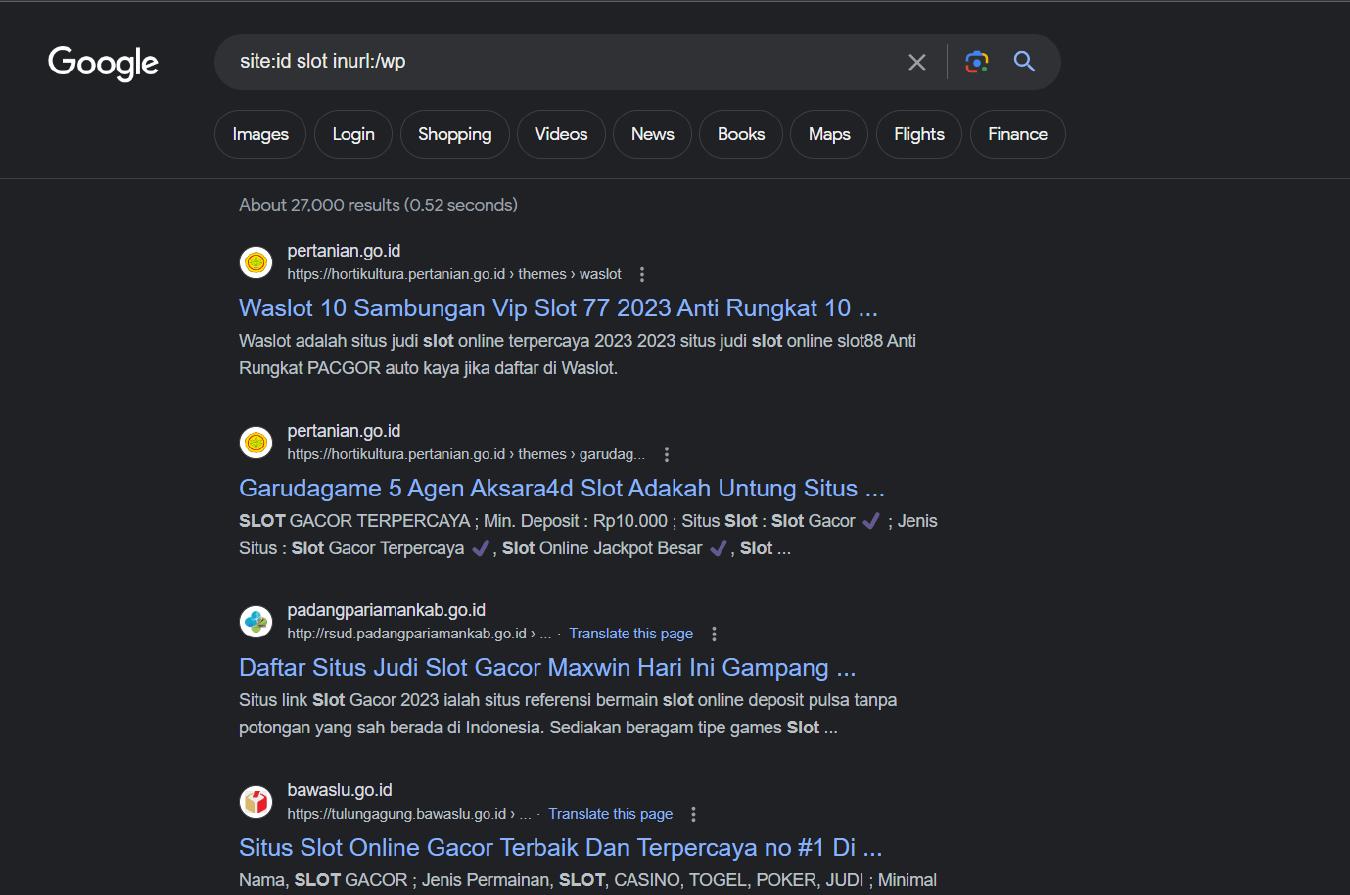 Google
site:id slot inurl:/wp
Images Login Shopping Videos News Books Maps Flights Finance
About 27,000 results (0.52 seconds)
pertanian.go.id
https://hortikultura.pertanian.go.id › themes › waslot
Waslot 10 Sambungan Vip Slot 77 2023 Anti Rungkat 10 ...
Waslot adalah situs judi slot online terpercaya 2023 2023 situs judi slot online slot88 Anti
Rungkat PACGOR auto kaya jika daftar di Waslot.
pertanian.go.id
https://hortikultura.pertanian.go.id › themes › garudag...
Garudagame 5 Agen Aksara4d Slot Adakah Untung Situs ...
SLOT GACOR TERPERCAYA ; Min. Deposit : Rp10.000 ; Situs Slot : Slot Gacor ✔ ; Jenis
Situs : Slot Gacor Terpercaya ✔, Slot Online Jackpot Besar ✔, Slot ...
padangpariamankab.go.id
http://rsud.padangpariamankab.go.id › ... · Translate this page
Daftar Situs Judi Slot Gacor Maxwin Hari Ini Gampang ...
Situs link Slot Gacor 2023 ialah situs referensi bermain slot online deposit pulsa tanpa
potongan yang sah berada di Indonesia. Sediakan beragam tipe games Slot ...
bawaslu.go.id
https://tulungagung.bawaslu.go.id › ... · Translate this page
Situs Slot Online Gacor Terbaik Dan Terpercaya no #1 Di ...
Nama, SLOT GACOR ; Jenis Permainan, SLOT, CASINO, TOGEL, POKER, JUDI ; Minimal